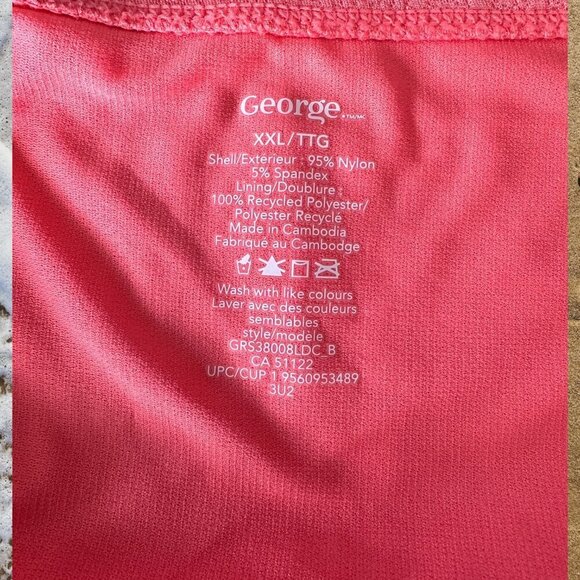 George
XXL/TTG
Shell/Extérieur : 95% Nylon
5% Spandex
Lining/Doublure :
100% Recycled Polyester/
Polyester Recyclé
Made in Cambodia
Fabriqué au Cambodge
Wash with like colours
Laver avec des couleurs
semblables
style/modèle
GRS38008LDC_B
CA 51122
UPC/CUP 1 9560953489
3U2